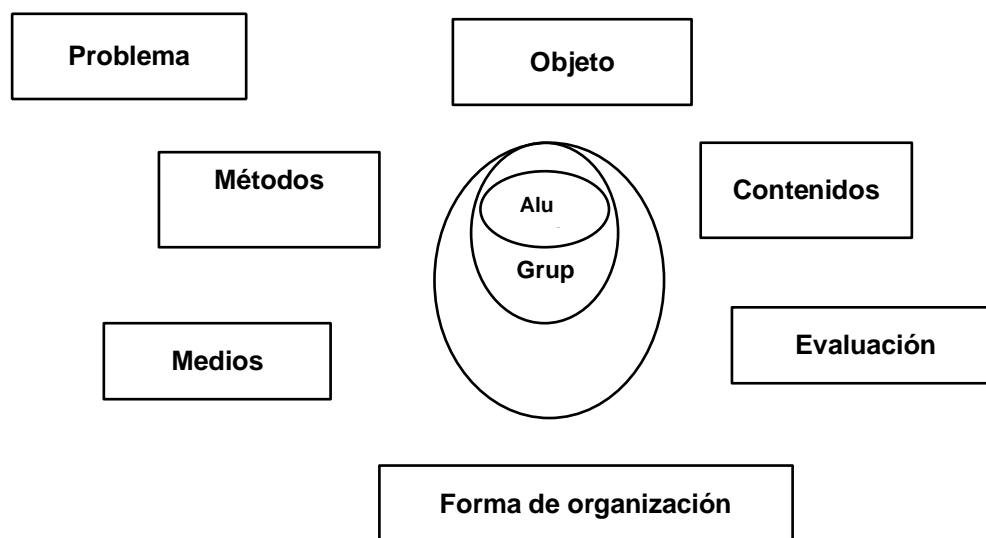 Problema
Objeto
Métodos
Contenidos
Alu
Grup
Medios
Evaluación
Forma de organización